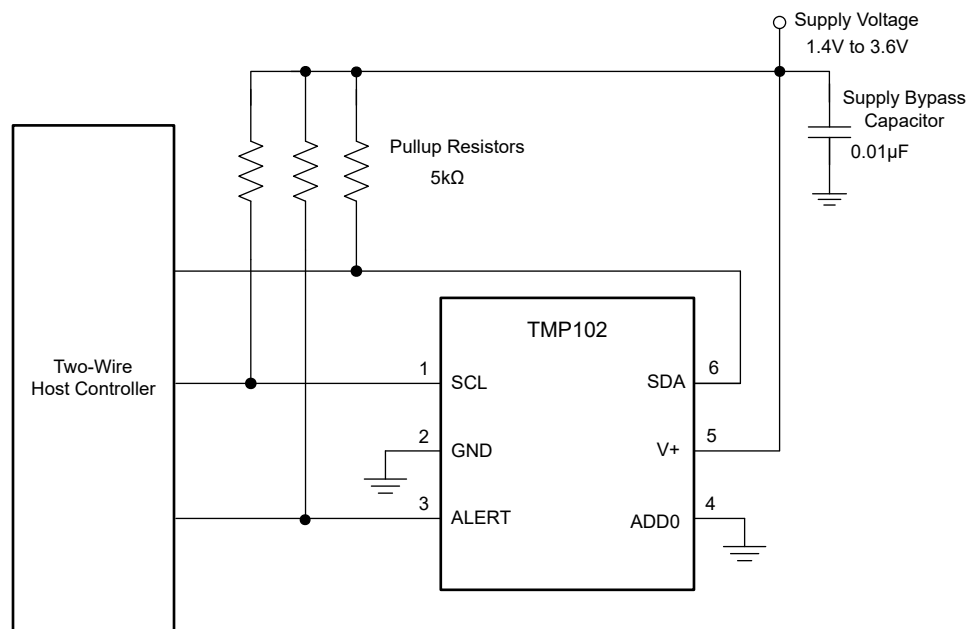 Supply Voltage
1.4V to 3.6V
Supply Bypass
Capacitor
0.01µF
Pullup Resistors
5kΩ
Two-Wire
Host Controller
TMP102
1
SCL
SDA
6
2
GND
V+
5
3
ALERT
ADD0
4